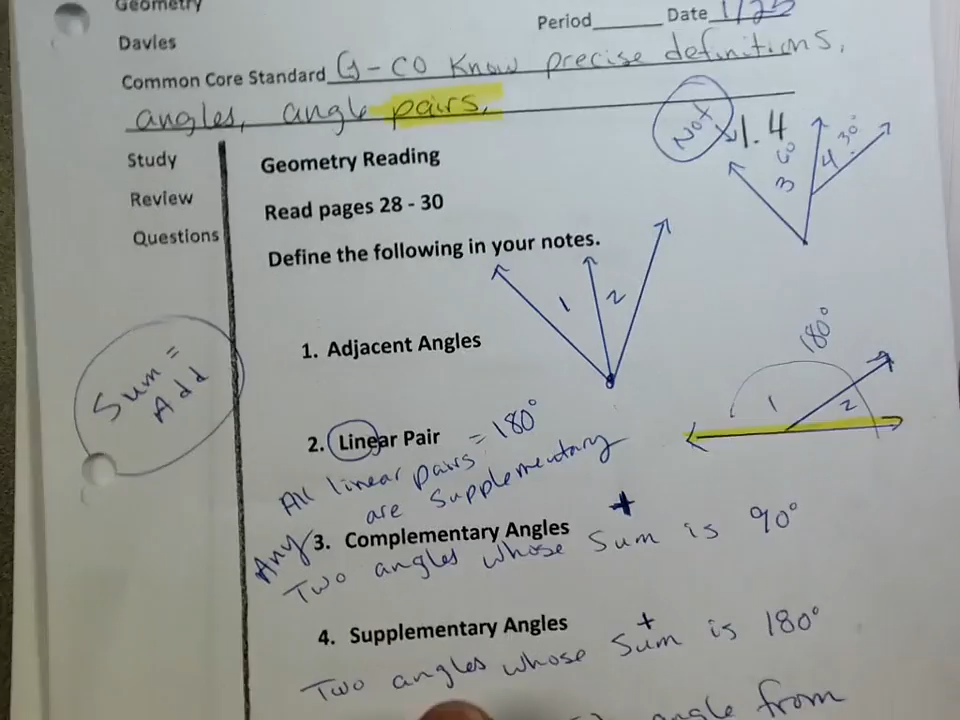 Geometry
Period Date 1/25
Davies
Common Core Standard G-CO Know precise definitions,
angles, angle pairs.
Not 1.4
Study
Review
Questions
Geometry Reading
Read pages 28 - 30
Define the following in your notes.
3 60 4 30°
1 2
1. Adjacent Angles
Sum =
Add
180°
1 2
2. Linear Pair = 180°
All linear pairs
are supplementary
Any 3. Complementary Angles +
Two angles whose sum is 90°
4. Supplementary Angles +
Two angles whose sum is 180°
angle from